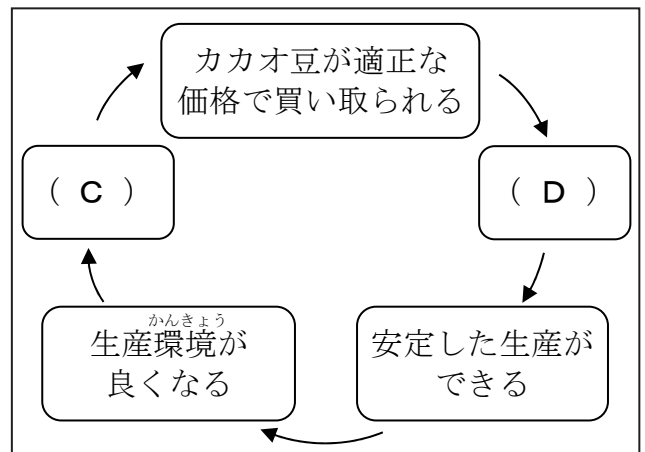 カカオ豆が適正な
価格で買い取られる
( C )
( D )
かんきょう
生産環境が
良くなる
安定した生産が
できる